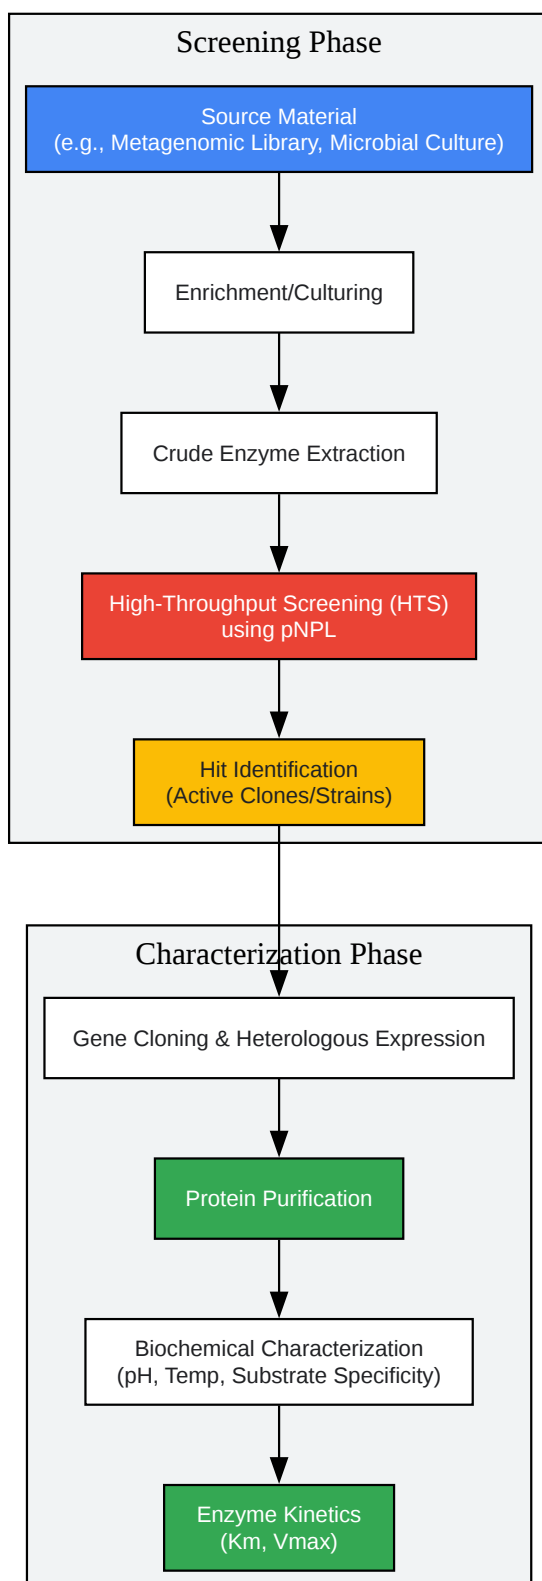 Screening Phase
Source Material
(e.g., Metagenomic Library, Microbial Culture)
Enrichment/Culturing
Crude Enzyme Extraction
High-Throughput Screening (HTS)
using pNPL
Hit Identification
(Active Clones/Strains)
Characterization Phase
Gene Cloning & Heterologous Expression
Protein Purification
Biochemical Characterization
(pH, Temp, Substrate Specificity)
Enzyme Kinetics
(Km, Vmax)